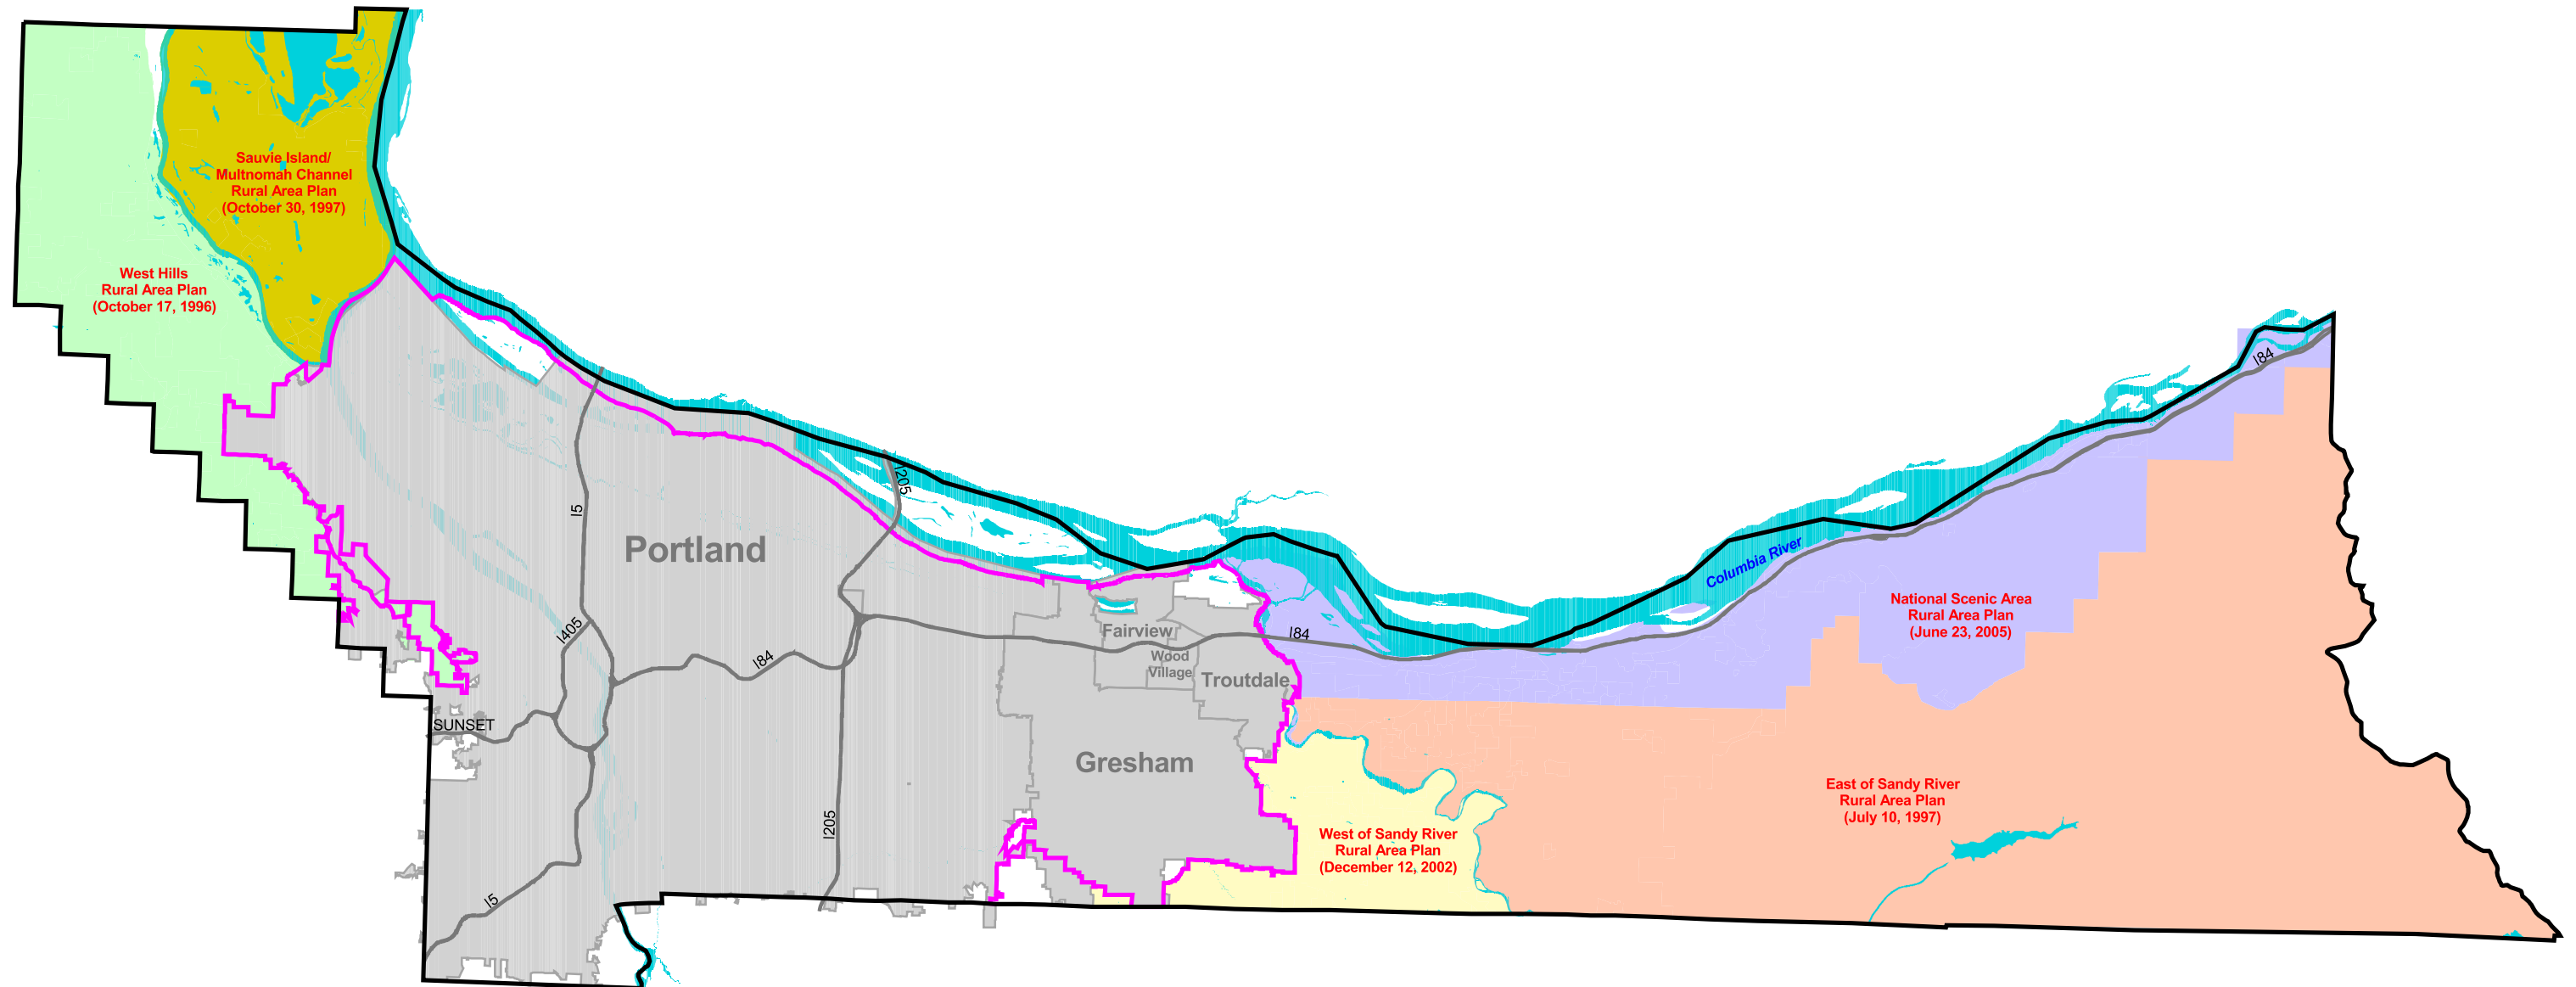 Sauvie Island/
Multnomah Channel
Rural Area Plan
(October 30, 1997)
West Hills
Rural Area Plan
(October 17, 1996)
I84
I205
I5
Portland
Columbia River
National Scenic Area
Rural Area Plan
(June 23, 2005)
I405
Fairview
I84
I84
Wood
Village
Troutdale
SUNSET
Gresham
East of Sandy River
Rural Area Plan
(July 10, 1997)
I205
West of Sandy River
Rural Area Plan
(December 12, 2002)
I5